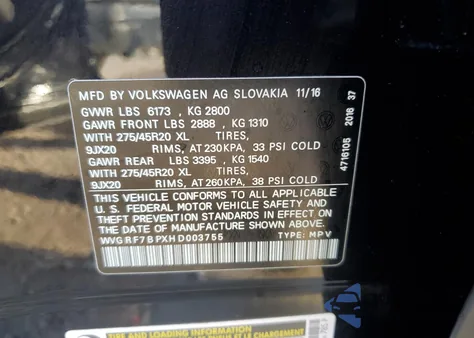 MFD BY VOLKSWAGEN AG SLOVAKIA 11/16
GVWR LBS 6173 , KG 2800
GAWR FRONT LBS 2888 , KG 1310
WITH 275/45R20 XL TIRES,
9JX20 RIMS, AT 230KPA, 33 PSI COLD
GAWR REAR LBS 3395 , KG 1540
WITH 275/45R20 XL TIRES,
9JX20 RIMS, AT 260KPA, 38 PSI COLD
THIS VEHICLE CONFORMS TO ALL APPLICABLE
U. S. FEDERAL MOTOR VEHICLE SAFETY AND
THEFT PREVENTION STANDARDS IN EFFECT ON
THE DATE OF MANUFACTURE SHOWN ABOVE.
WVGRF7BPXHD003755 TYPE: MPV
4716105 2016 37
TIRE AND LOADING INFORMATION